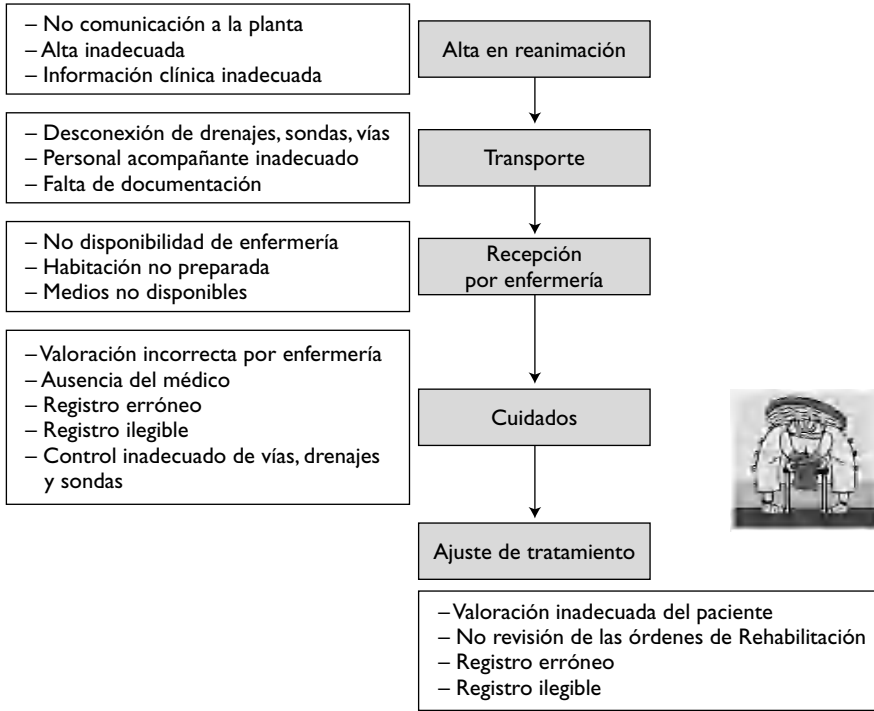 – No comunicación a la planta
– Alta inadecuada
– Información clínica inadecuada
Alta en reanimación
– Desconexión de drenajes, sondas, vías
– Personal acompañante inadecuado
– Falta de documentación
Transporte
– No disponibilidad de enfermería
– Habitación no preparada
– Medios no disponibles
Recepción
por enfermería
– Valoración incorrecta por enfermería
– Ausencia del médico
– Registro erróneo
– Registro ilegible
– Control inadecuado de vías, drenajes
y sondas
Cuidados
Ajuste de tratamiento
– Valoración inadecuada del paciente
– No revisión de las órdenes de Rehabilitación
– Registro erróneo
– Registro ilegible